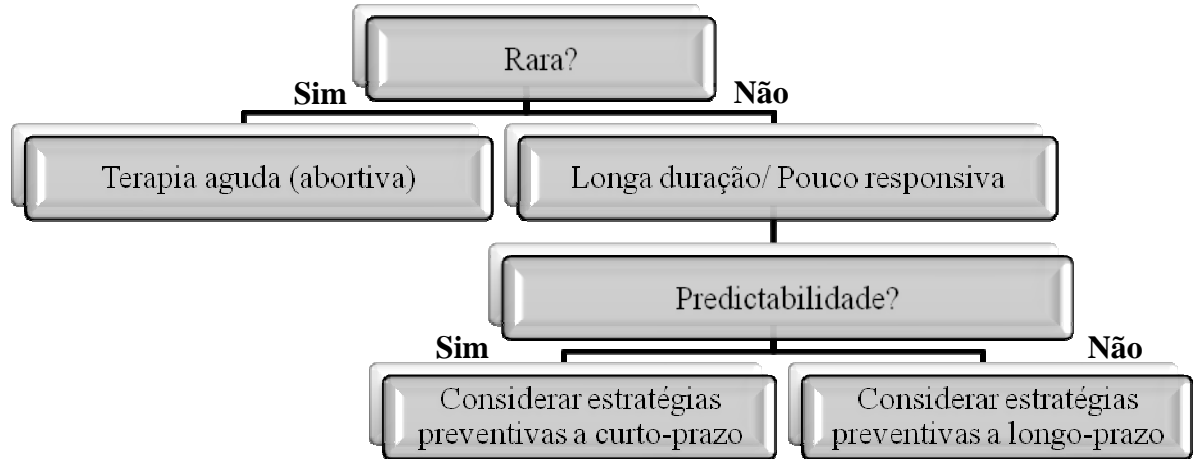 Rara?
Sim
Não
Terapia aguda (abortiva)
Longa duração/ Pouco responsiva
Predictabilidade?
Sim
Não
Considerar estratégias
preventivas a curto-prazo
Considerar estratégias
preventivas a longo-prazo